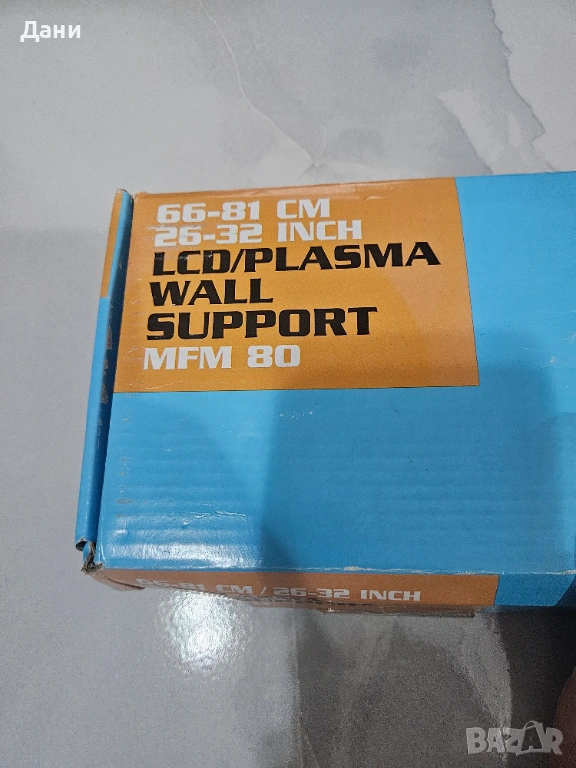 Дани
66-81 CM
26-32 INCH
LCD/PLASMA
WALL
SUPPORT
MFM 80
66-81 CM / 26-32 INCH
BAZAR